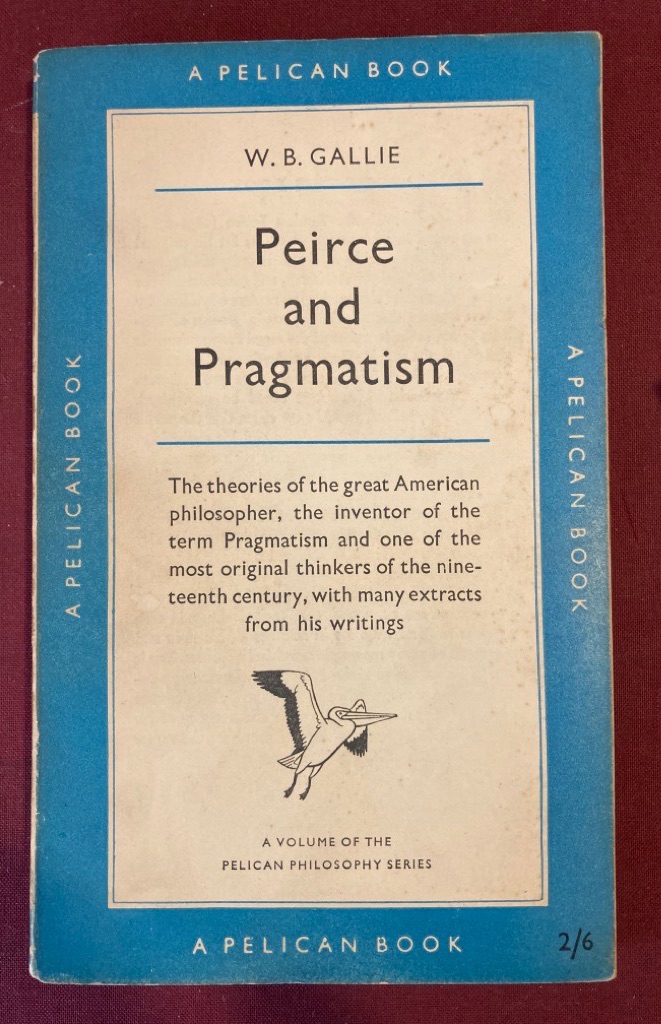 A PELICAN BOOK
W. B. GALLIE
Peirce
and
Pragmatism
The theories of the great American
philosopher, the inventor of the
term Pragmatism and one of the
most original thinkers of the nine-
teenth century, with many extracts
from his writings
A VOLUME OF THE
PELICAN PHILOSOPHY SERIES
A PELICAN BOOK
A PELICAN BOOK
A PELICAN BOOK
2/6